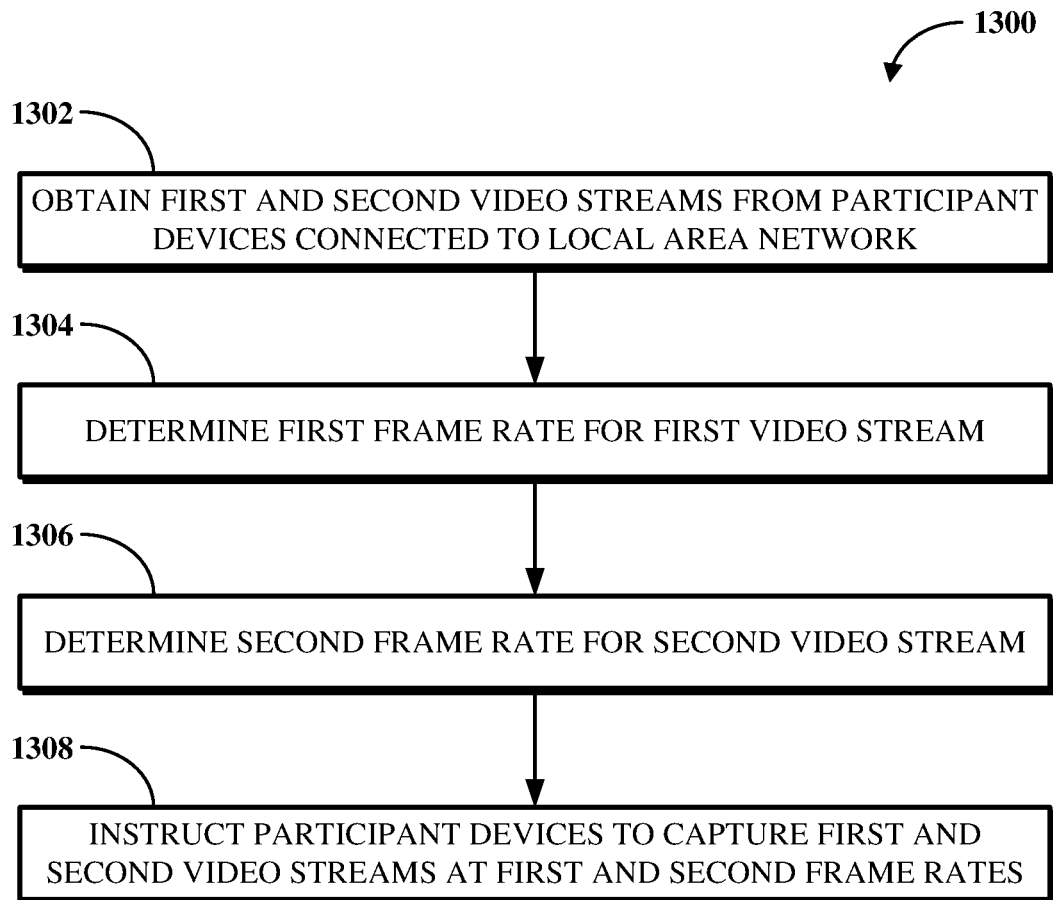 1300
1302
OBTAIN FIRST AND SECOND VIDEO STREAMS FROM PARTICIPANT
DEVICES CONNECTED TO LOCAL AREA NETWORK
1304
DETERMINE FIRST FRAME RATE FOR FIRST VIDEO STREAM
1306
DETERMINE SECOND FRAME RATE FOR SECOND VIDEO STREAM
1308
INSTRUCT PARTICIPANT DEVICES TO CAPTURE FIRST AND
SECOND VIDEO STREAMS AT FIRST AND SECOND FRAME RATES